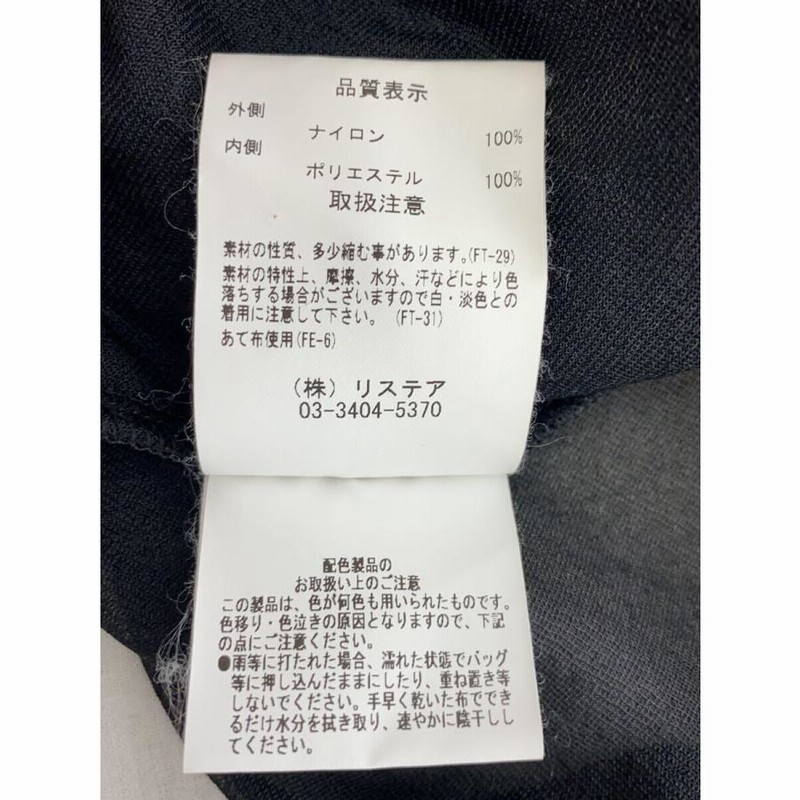 品質表示
外側
ナイロン 100%
内側
ポリエステル 100%
取扱注意
素材の性質、多少縮む事があります。(FT-29)
素材の特性上、摩擦、水分、汗などにより色
落ちする場合がございますので白・淡色との
着用に注意して下さい。 (FT-31)
あて布使用(FE-6)
(株) リステア
03-3404-5370
配色製品の
お取扱い上のご注意
この製品は、色が何色も用いられたものです。
色移り・色泣きの原因となりますので、下記
の点にご注意ください。
●雨等に打たれた場合、濡れた状態でバッグ
等に押し込んだままにしたり、重ね置き等
しないでください。手早く乾いた布ででき
るだけ水分を拭き取り、速やかに陰干しし
てください。